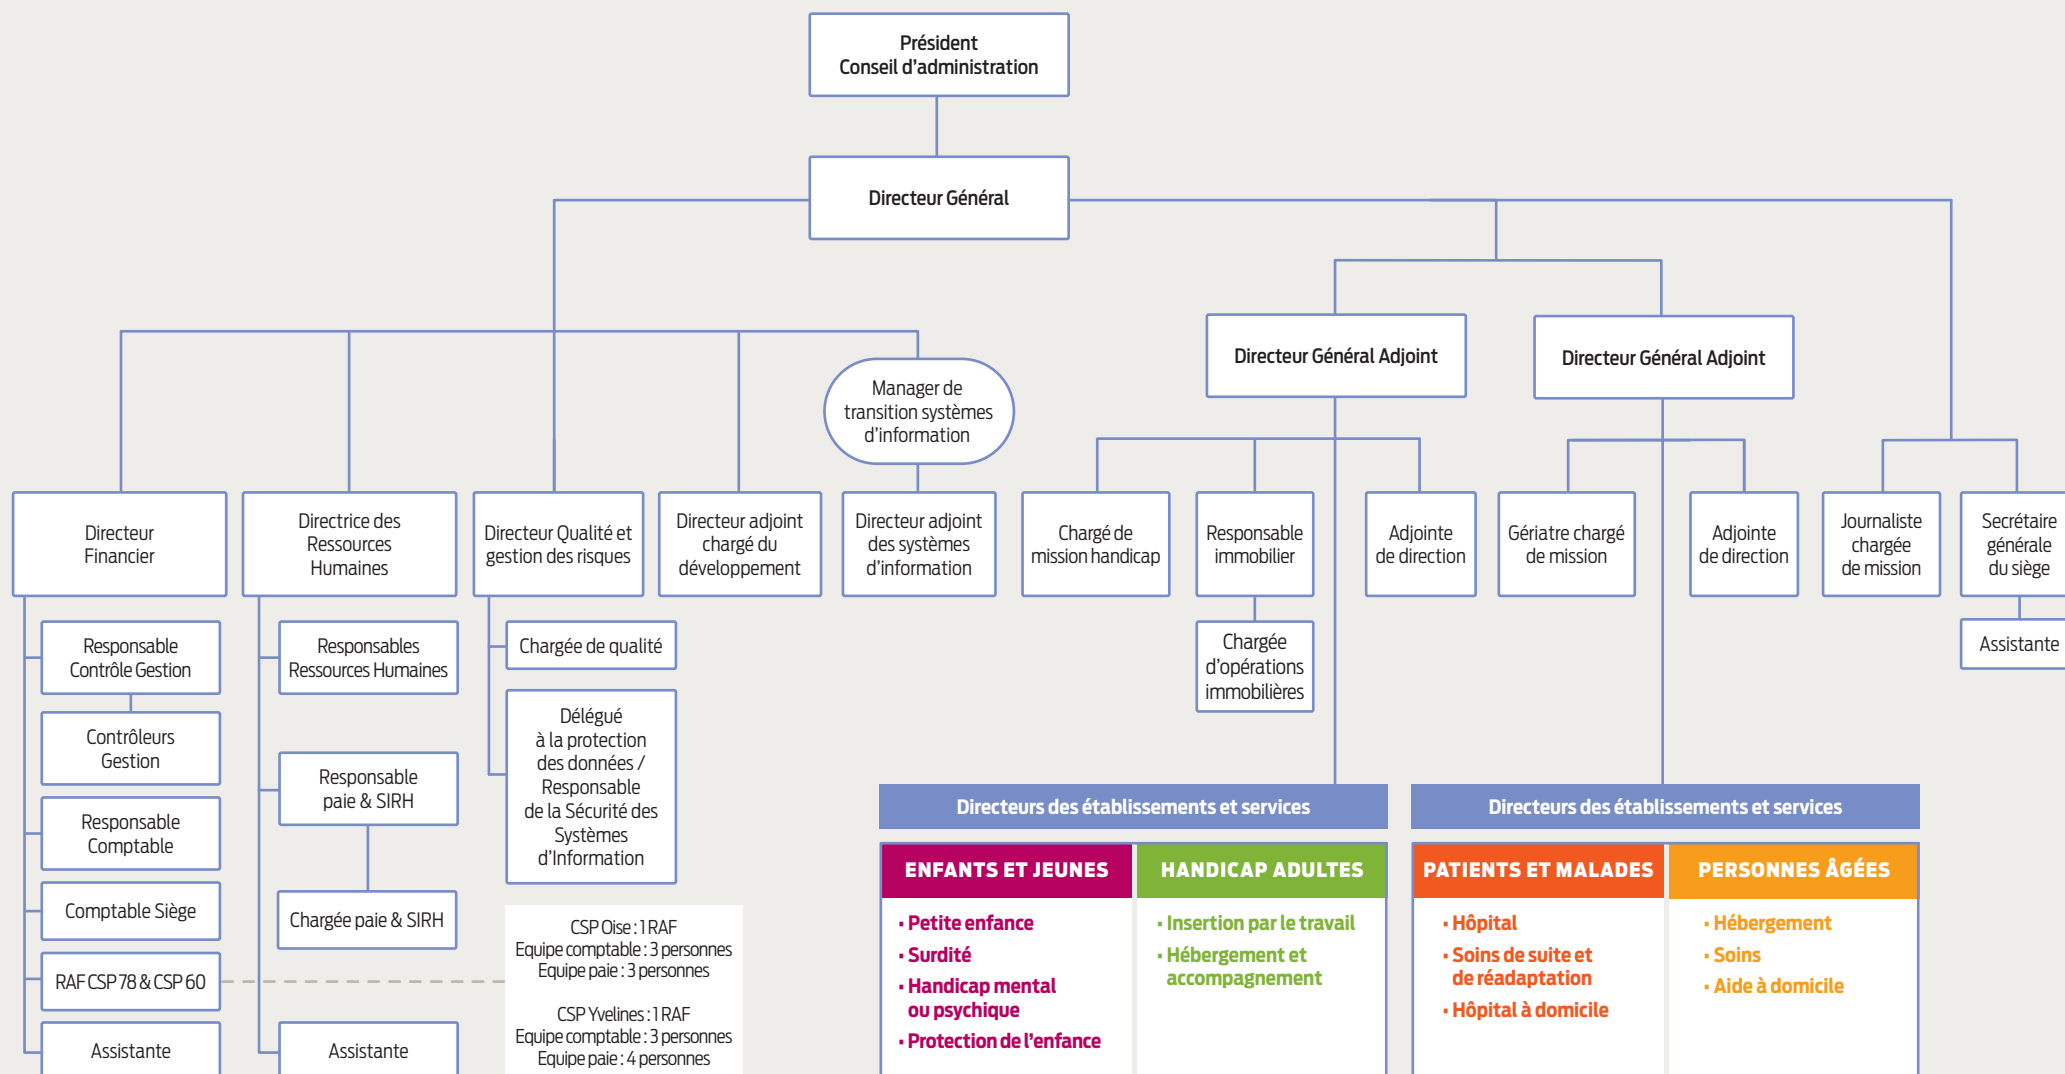 Président
Conseil d'administration
Directeur Général
Directeur Général Adjoint
Directeur Général Adjoint
Manager de
transition systèmes
d'information
Directeur
Financier
Directrice des
Ressources
Humaines
Directeur Qualité et
gestion des risques
Directeur adjoint
chargé du
développement
Directeur adjoint
des systèmes
d'information
Chargé de
mission handicap
Responsable
immobilier
Adjointe
de direction
Gériatre chargé
de mission
Adjointe
de direction
Journaliste
chargée
de mission
Secrétaire
générale
du siège
Responsable
Contrôle Gestion
Contrôleurs
Gestion
Responsable
Comptable
Comptable Siège
RAF CSP 78 & CSP 60
Assistante
Responsables
Ressources Humaines
Responsable
paie & SIRH
Chargée paie & SIRH
Assistante
Chargée de qualité
Délégué
à la protection
des données /
Responsable
de la Sécurité des
Systèmes
d'Information
CSP Oise : 1 RAF
Equipe comptable : 3 personnes
Equipe paie : 3 personnes
CSP Yvelines : 1 RAF
Equipe comptable : 3 personnes
Equipe paie : 4 personnes
Chargée
d'opérations
immobilières
Assistante
Directeurs des établissements et services
ENFANTS ET JEUNES
• Petite enfance
• Surdité
• Handicap mental
ou psychique
• Protection de l'enfance
HANDICAP ADULTES
• Insertion par le travail
• Hébergement et
accompagnement
Directeurs des établissements et services
PATIENTS ET MALADES
• Hôpital
• Soins de suite et
de réadaptation
• Hôpital à domicile
PERSONNES ÂGÉES
• Hébergement
• Soins
• Aide à domicile